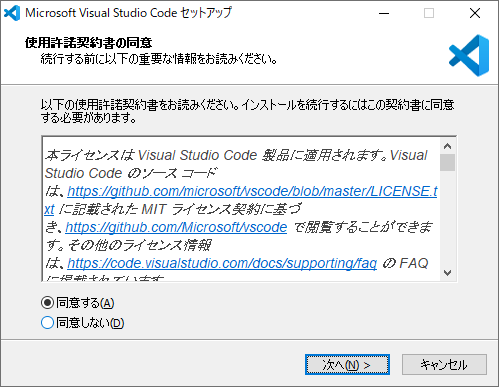 Microsoft Visual Studio Code セットアップ
使用許諾契約書の同意
続行する前に以下の重要な情報をお読みください。
以下の使用許諾契約書をお読みください。インストールを続行するにはこの契約書に同意
する必要があります。
本ライセンスは Visual Studio Code 製品に適用されます。Visual
Studio Code のソース コード
は、https://github.com/microsoft/vscode/blob/master/LICENSE.t
xt に記載された MIT ライセンス契約に基づ
き、https://github.com/Microsoft/vscode で閲覧することができま
す。その他のライセンス情報
は、https://code.visualstudio.com/docs/supporting/faq の FAQ
に掲載されています
同意する(A)
同意しない(D)
次へ(N) >
キャンセル